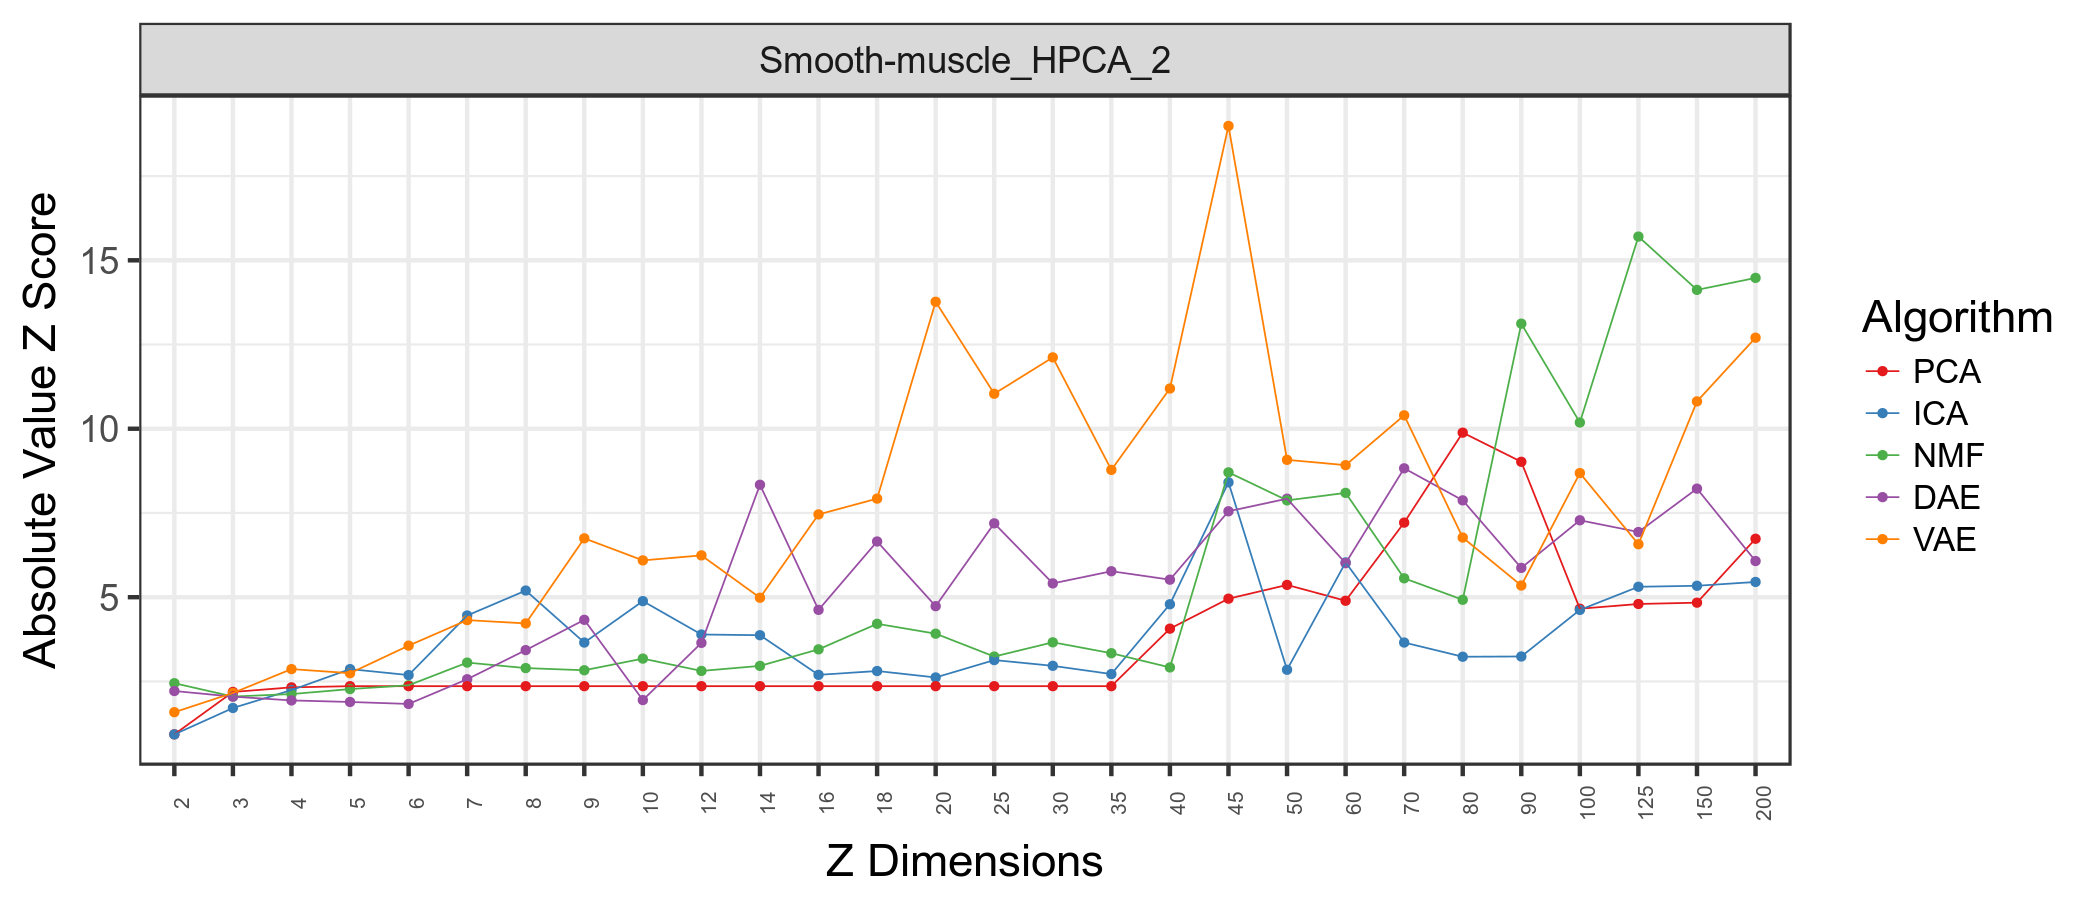 Smooth-muscle_HPCA_2
Absolute Value Z Score
15
10
5
2 3 4 5 6 7 8 9 10 12 14 16 18 20 25 30 35 40 45 50 60 70 80 90 100 125 150 200
Z Dimensions
Algorithm
PCA
ICA
NMF
DAE
VAE